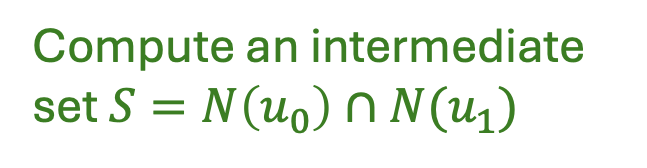 Compute an intermediate
set 𝑆 = 𝑁(𝑢₀) ∩ 𝑁(𝑢₁)